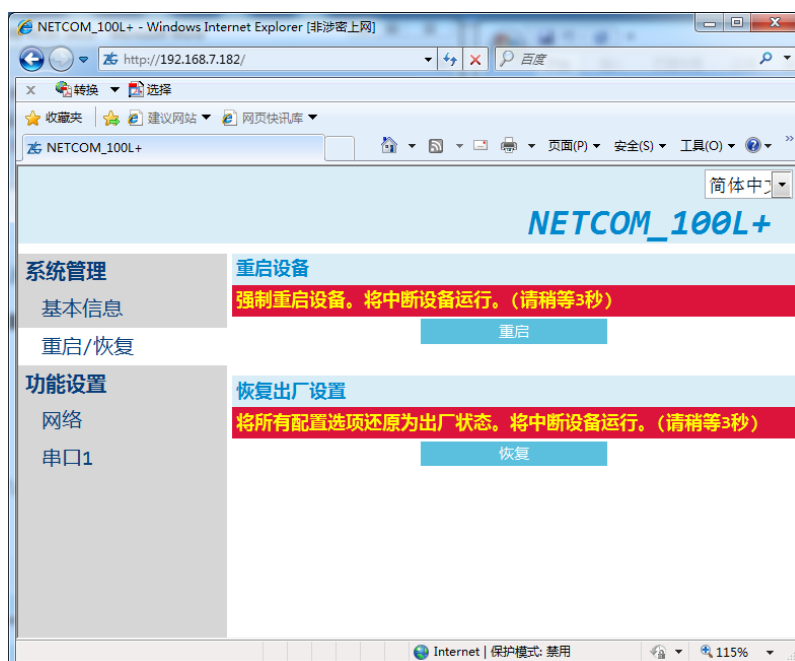 NETCOM_100L+ - Windows Internet Explorer [非涉密上网]
http://192.168.7.182/
百度
x 转换 选择
收藏夹 建议网站 网页快讯库
NETCOM_100L+
页面(P) 安全(S) 工具(O)
简体中
NETCOM_100L+
系统管理
基本信息
重启/恢复
功能设置
网络
串口1
重启设备
强制重启设备。将中断设备运行。(请稍等3秒)
重启
恢复出厂设置
将所有配置选项还原为出厂状态。将中断设备运行。(请稍等3秒)
恢复
Internet | 保护模式: 禁用
115%